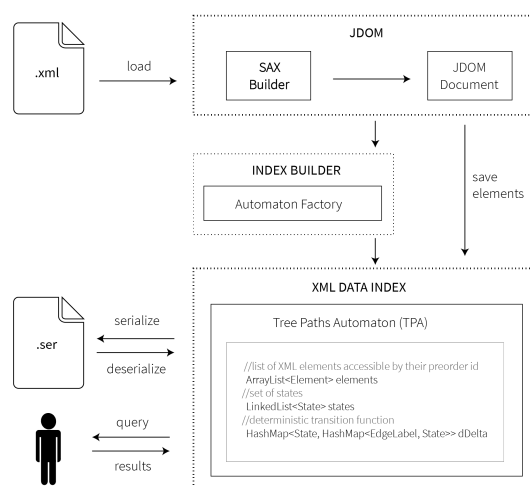 JDOM
.xml
load
SAX
Builder
JDOM
Document
INDEX BUILDER
Automaton Factory
save
elements
XML DATA INDEX
Tree Paths Automaton (TPA)
//list of XML elements accessible by their preorder id
ArrayList<Element> elements
//set of states
LinkedList<State> states
//deterministic transition function
HashMap<State, HashMap<EdgeLabel, State>> dDelta
.ser
serialize
deserialize
query
results